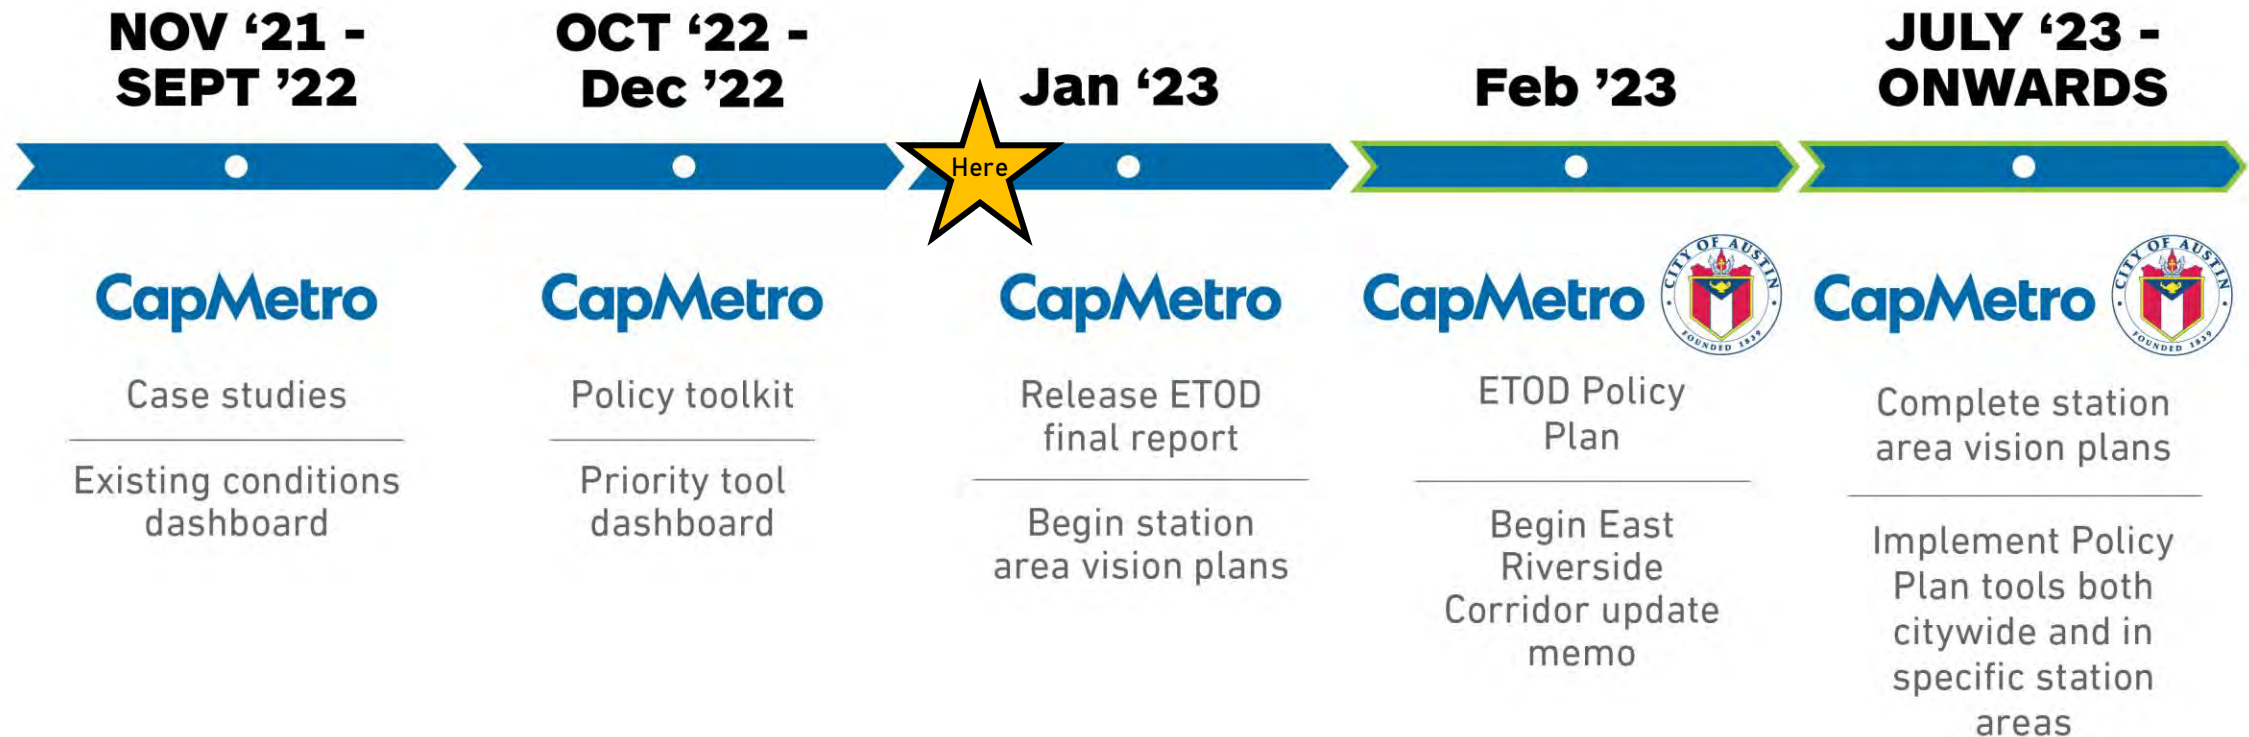 NOV ‘21 -
SEPT ’22
OCT ‘22 -
Dec ’22
Jan ‘23
Feb ’23
JULY ‘23 -
ONWARDS
Here
CapMetro
Case studies
Existing conditions
dashboard
CapMetro
Policy toolkit
Priority tool
dashboard
CapMetro
Release ETOD
final report
Begin station
area vision plans
CapMetro
CITY OF AUSTIN
FOUNDED 1839
ETOD Policy
Plan
Begin East
Riverside
Corridor update
memo
CapMetro
CITY OF AUSTIN
FOUNDED 1839
Complete station
area vision plans
Implement Policy
Plan tools both
citywide and in
specific station
areas